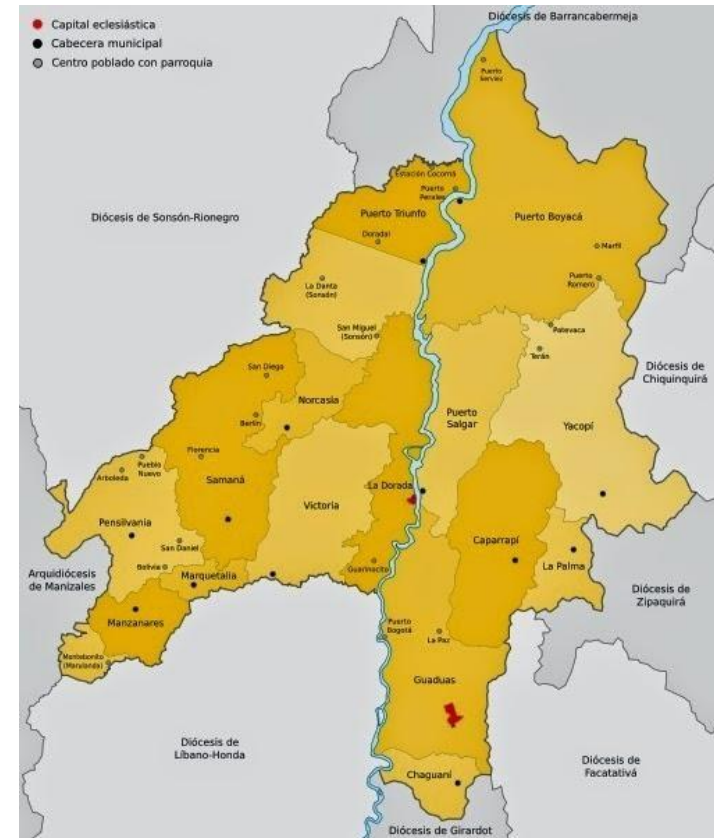 Capital eclesiástica
Cabecera municipal
Centro poblado con parroquia
Diócesis de Barrancabermeja
Puerto
Serviez
Estación Cocorná
Puerto
Perales
Puerto Triunfo
Puerto Boyacá
Diócesis de Sonsón-Rionegro
Doradal
Marfil
Puerto
Romero
La Danta
(Sonsón)
San Miguel
(Sonsón)
Patevaca
Terán
Diócesis de
Chiquinquirá
San Diego
Norcasia
Puerto
Salgar
Yacopí
Berlín
Florencia
Pueblo
Nuevo
Arboleda
Samaná
Victoria
La Dorada
Pensilvania
Caparrapí
San Daniel
Bolivia
Guarinocito
La Palma
Arquidiócesis
de Manizales
Marquetalia
Diócesis de
Zipaquirá
Manzanares
Puerto
Bogotá
La Paz
Montebonito
(Marulanda)
Guaduas
Diócesis de
Líbano-Honda
Diócesis de
Facatativá
Chaguaní
Diócesis de Girardot